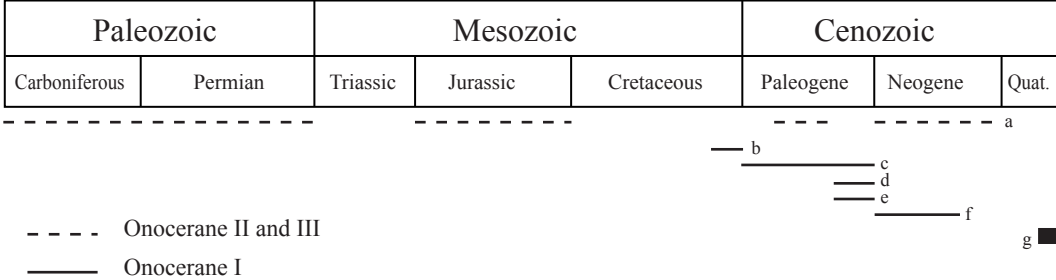 Paleozoic Mesozoic Cenozoic
Carboniferous Permian Triassic Jurassic Cretaceous Paleogene Neogene Quat.
a
b
c
d
e
f
g
Onocerane II and III
Onocerane I